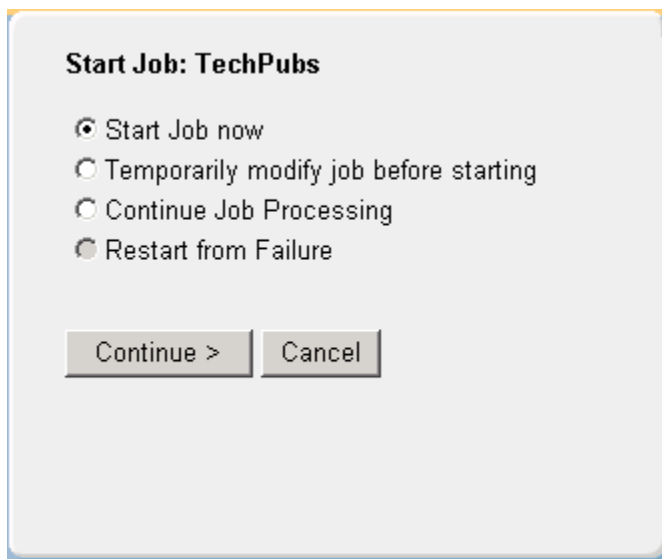 Start Job: TechPubs
Start Job now
Temporarily modify job before starting
Continue Job Processing
Restart from Failure
Continue > Cancel